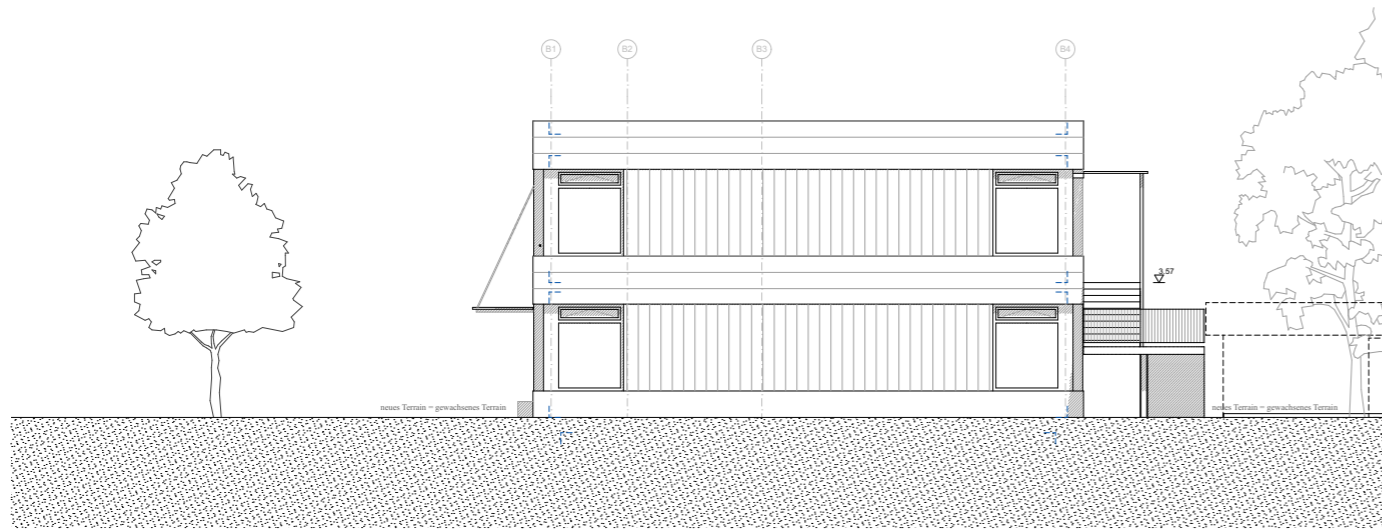 B1 B2 B3 B4
3.57
neues Terrain = gewachsenes Terrain
neues Terrain = gewachsenes Terrain